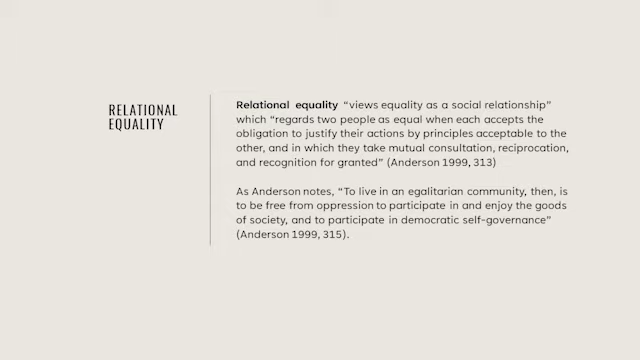 RELATIONAL
EQUALITY
Relational equality “views equality as a social relationship”
which “regards two people as equal when each accepts the
obligation to justify their actions by principles acceptable to the
other, and in which they take mutual consultation, reciprocation,
and recognition for granted” (Anderson 1999, 313)
As Anderson notes, “To live in an egalitarian community, then, is
to be free from oppression to participate in and enjoy the goods
of society, and to participate in democratic self-governance”
(Anderson 1999, 315).